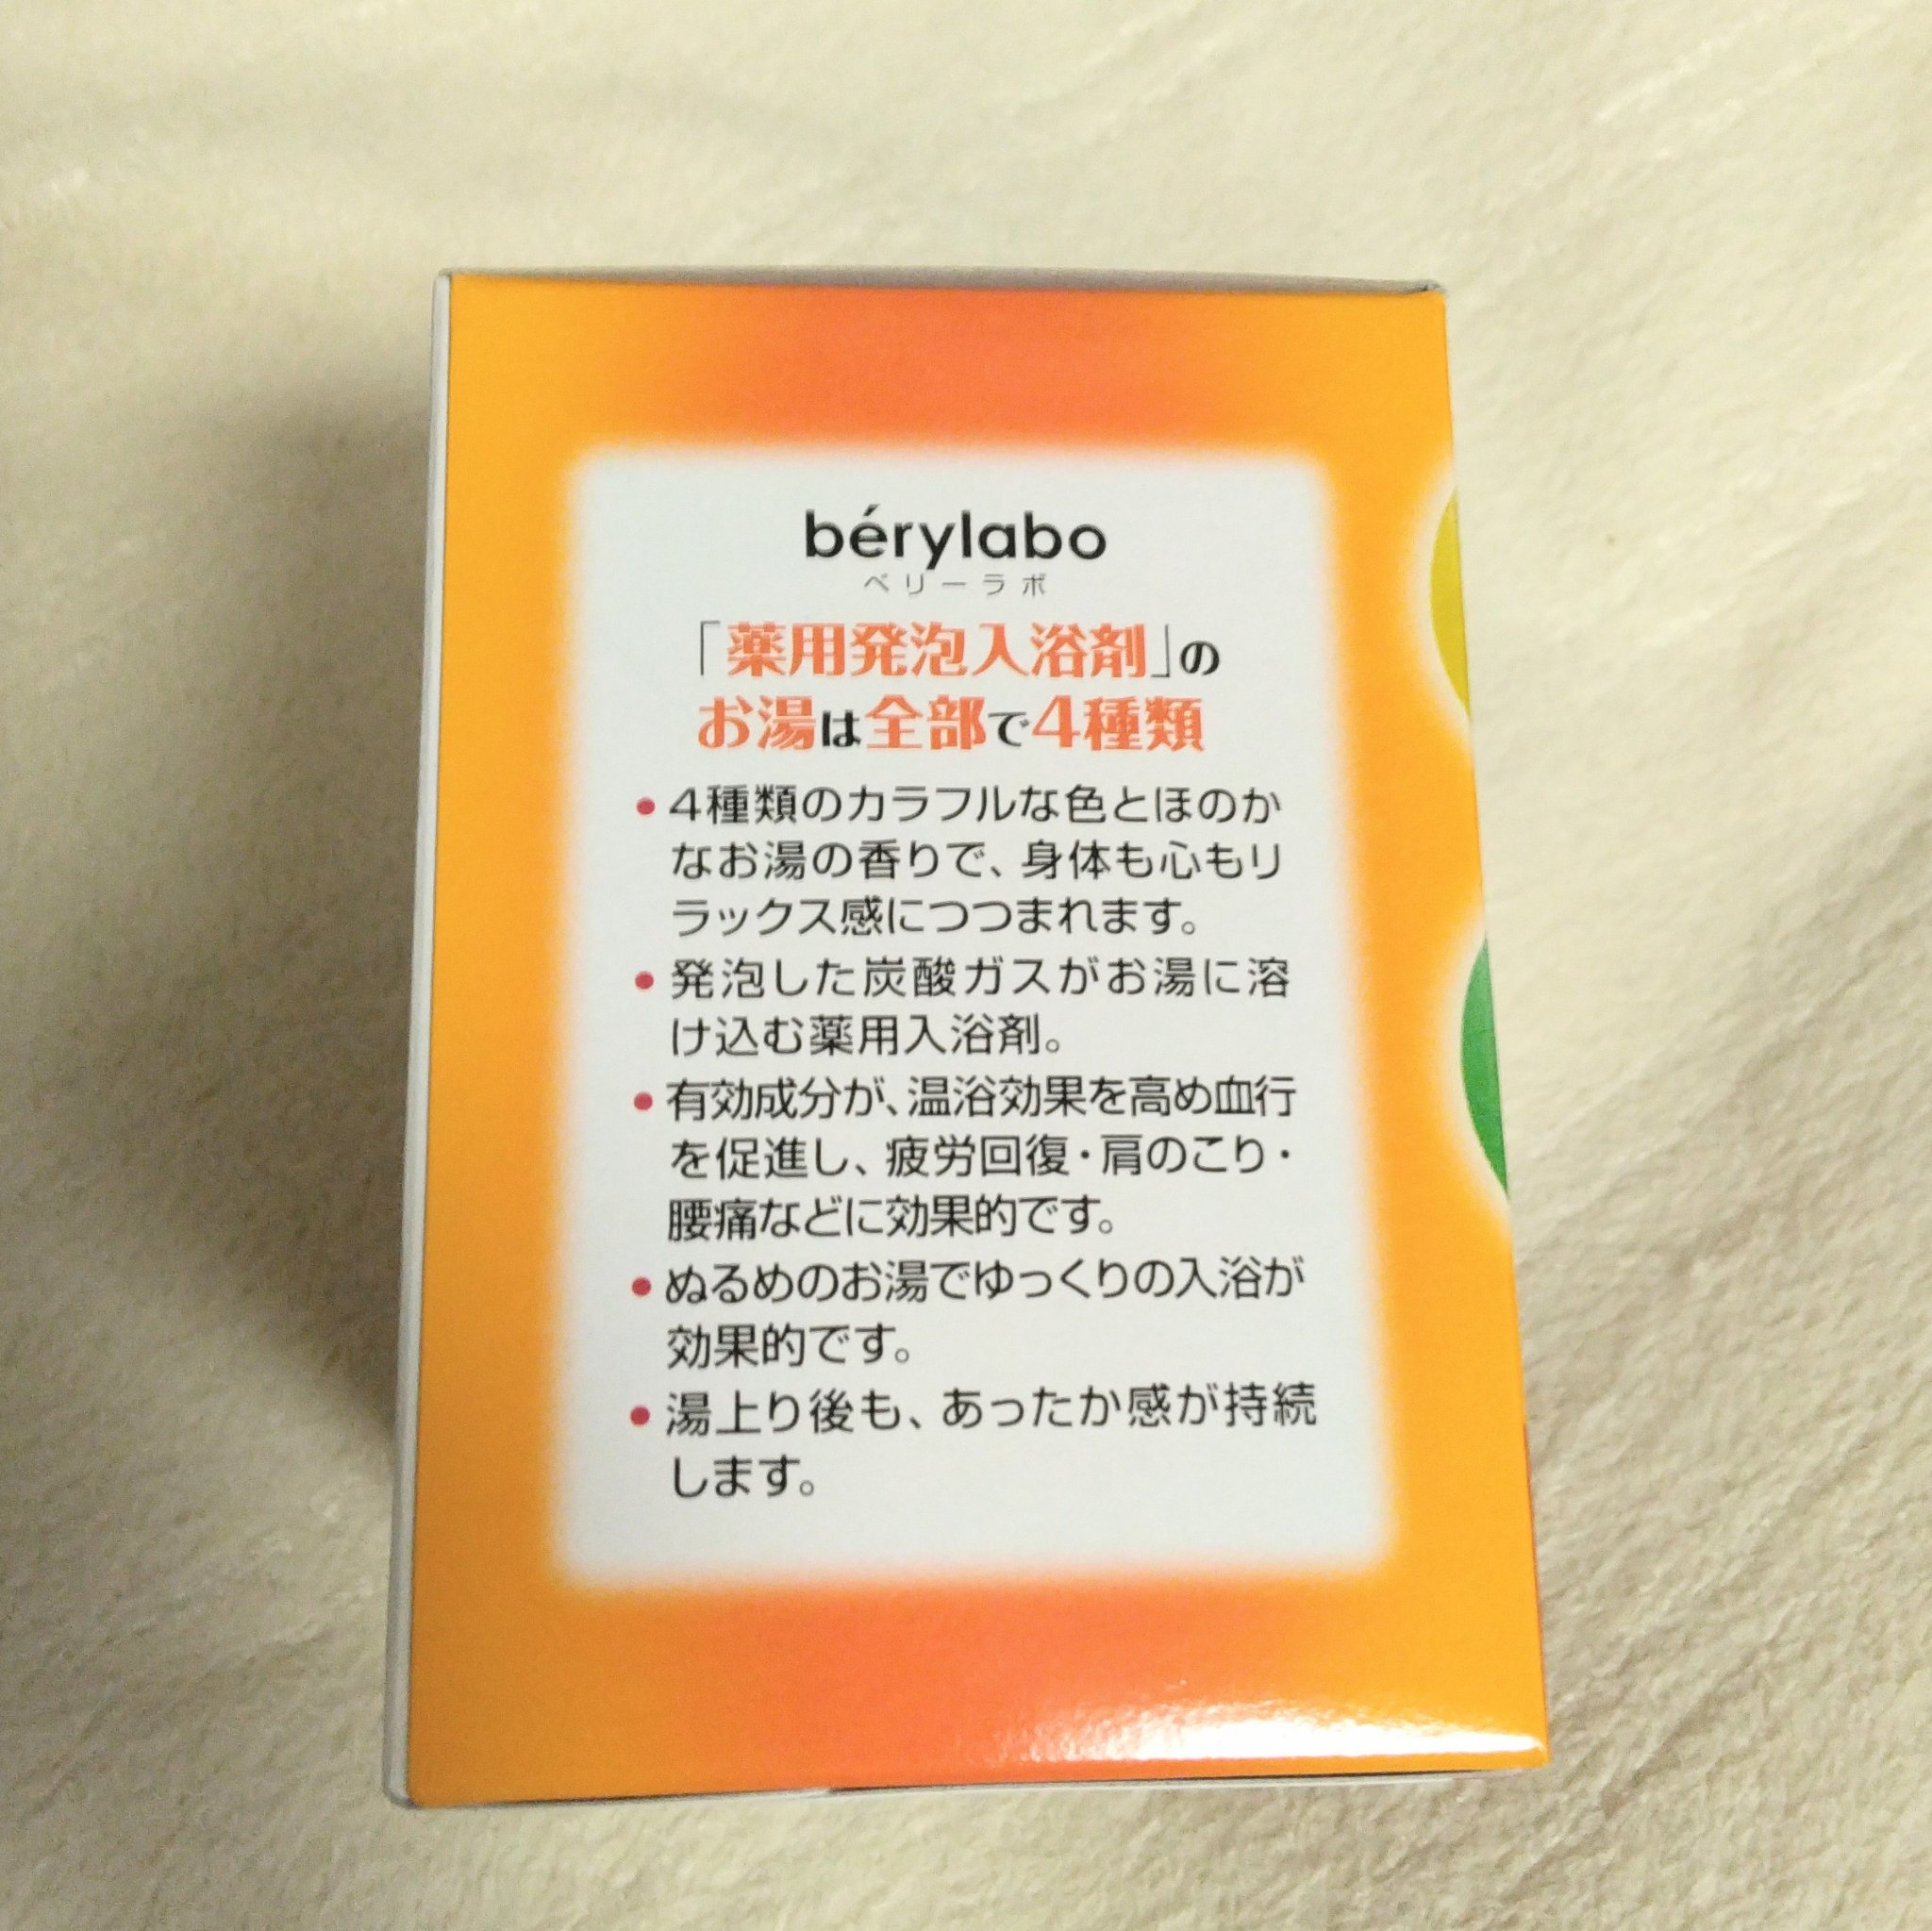 bérylabo
ベリーラボ
「薬用発泡入浴剤」の
お湯は全部で4種類
● 4種類のカラフルな色とほのか
なお湯の香りで、身体も心もリ
ラックス感につつまれます。
● 発泡した炭酸ガスがお湯に溶
け込む薬用入浴剤。
● 有効成分が、温浴効果を高め血行
を促進し、疲労回復・肩のこり・
腰痛などに効果的です。
● ぬるめのお湯でゆっくりの入浴が
効果的です。
● 湯上り後も、あったか感が持続
します。